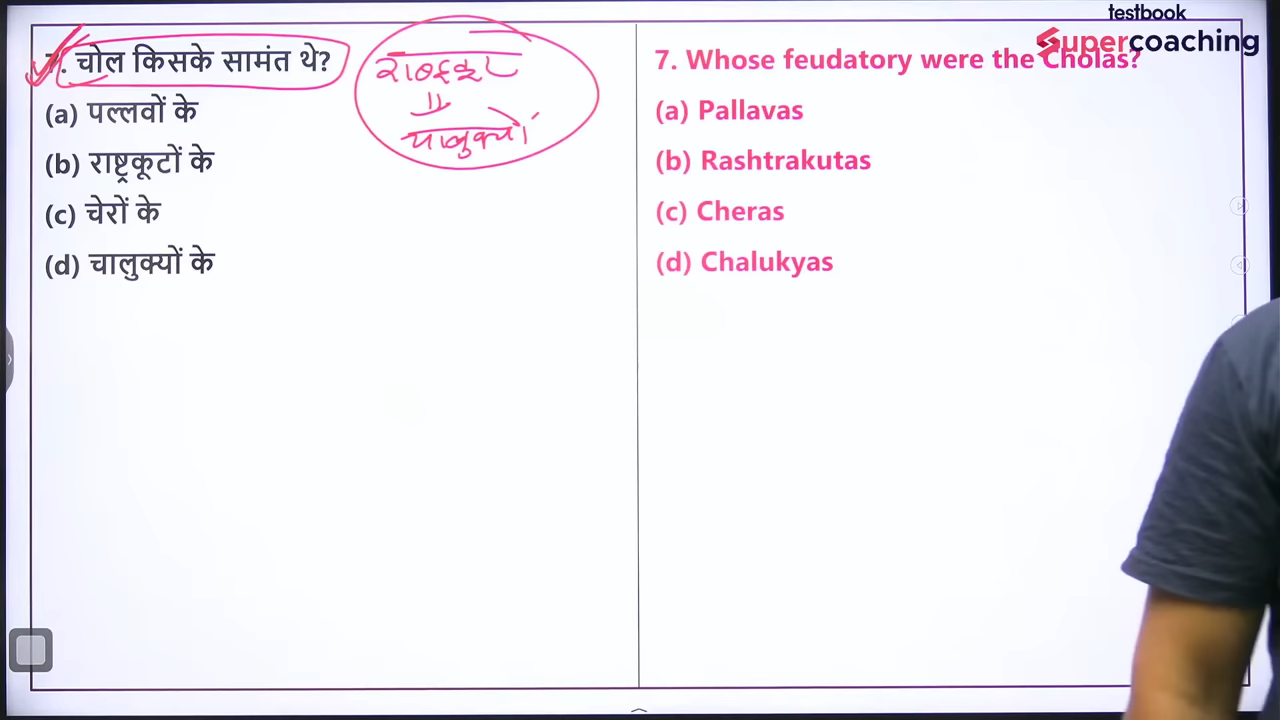 testbook
Supercoaching
7. चोल किसके सामंत थे?
(a) पल्लवों के
(b) राष्ट्रकूटों के
(c) चेरों के
(d) चालुक्यों के
चालुक्यों
7. Whose feudatory were the Cholas?
(a) Pallavas
(b) Rashtrakutas
(c) Cheras
(d) Chalukyas